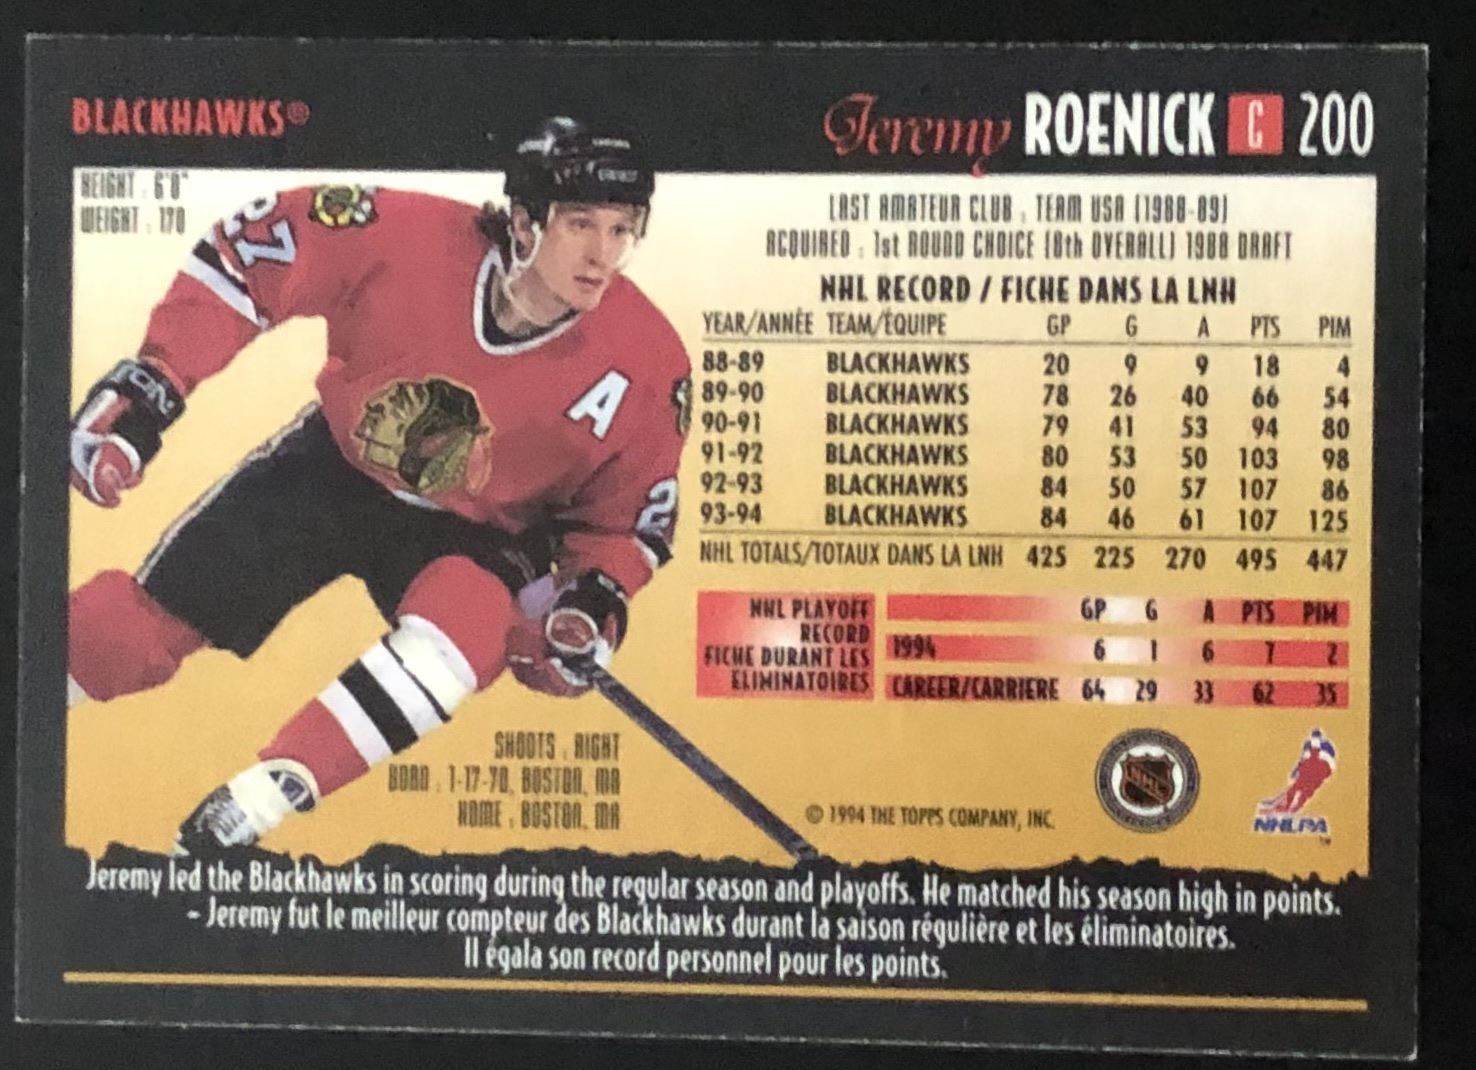 BLACKHAWKS®
Jeremy ROENICK C 200
HEIGHT : 6'0"
WEIGHT : 170
LAST AMATEUR CLUB : TEAM USA (1988-89)
ACQUIRED : 1st ROUND CHOICE (8th OVERALL) 1988 DRAFT
NHL RECORD / FICHE DANS LA LNH
YEAR/ANNÉE TEAM/ÉQUIPE GP G A PTS PIM
88-89 BLACKHAWKS 20 9 9 18 4
89-90 BLACKHAWKS 78 26 40 66 54
90-91 BLACKHAWKS 79 41 53 94 80
91-92 BLACKHAWKS 80 53 50 103 98
92-93 BLACKHAWKS 84 50 57 107 86
93-94 BLACKHAWKS 84 46 61 107 125
NHL TOTALS/TOTAUX DANS LA LNH 425 225 270 495 447
NHL PLAYOFF
RECORD
FICHE DURANT LES
ELIMINATOIRES
GP G A PTS PIM
1994 6 1 6 7 2
CAREER/CARRIERE 64 29 33 62 35
27
A
2
SHOOTS : RIGHT
BORN : 1-17-70, BOSTON, MA
HOME : BOSTON, MA
© 1994 THE TOPPS COMPANY, INC.
NHL
NHLPA
Jeremy led the Blackhawks in scoring during the regular season and playoffs. He matched his season high in points.
- Jeremy fut le meilleur compteur des Blackhawks durant la saison régulière et les éliminatoires.
Il égala son record personnel pour les points.